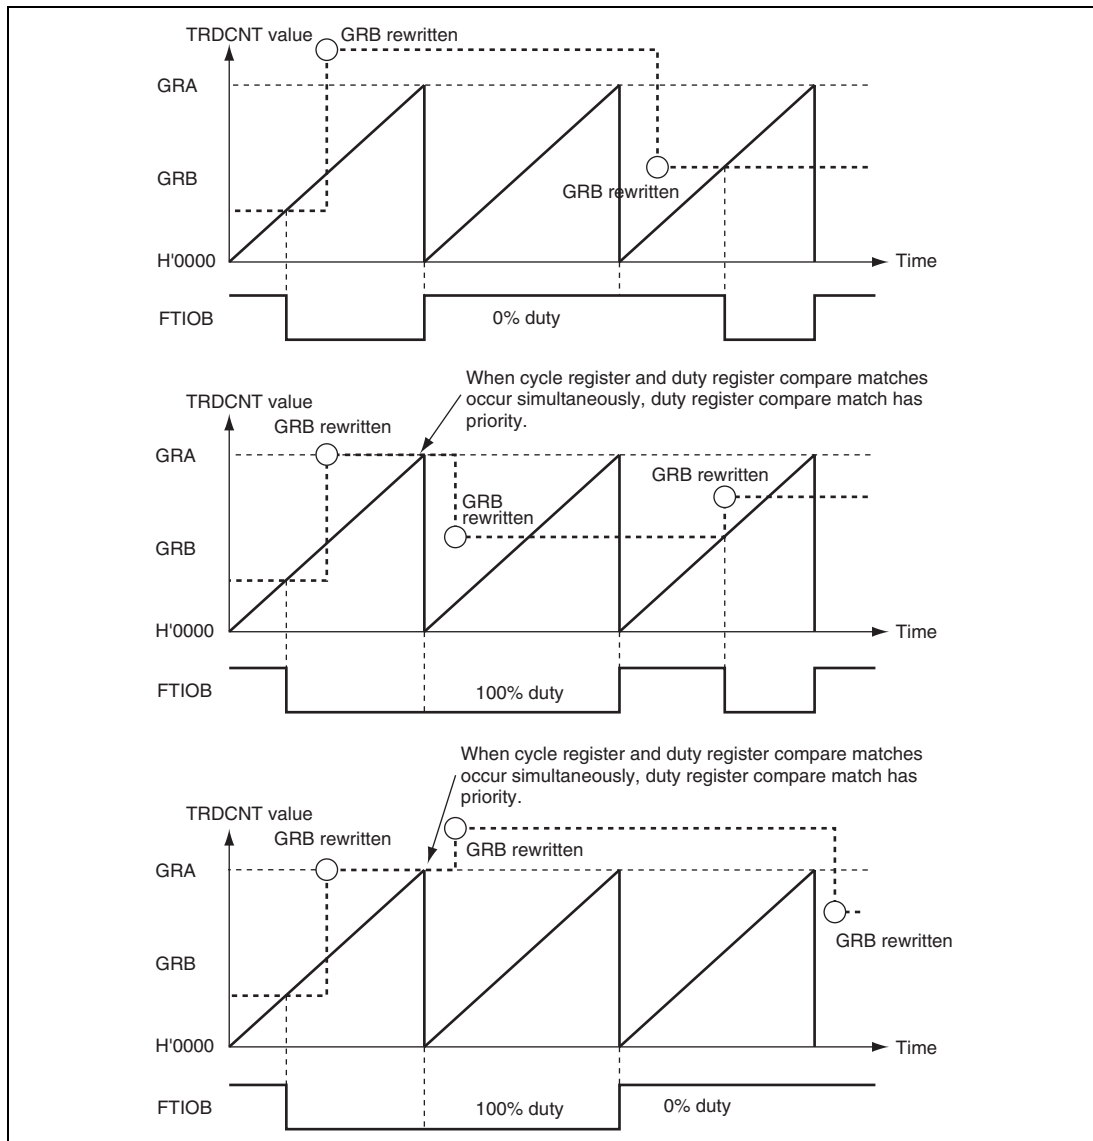 TRDCNT value
GRB rewritten
GRA
GRB
GRB rewritten
H'0000
Time
FTIOB
0% duty
When cycle register and duty register compare matches
occur simultaneously, duty register compare match has
priority.
TRDCNT value
GRB rewritten
GRA
GRB rewritten
GRB
rewritten
GRB
H'0000
Time
FTIOB
100% duty
When cycle register and duty register compare matches
occur simultaneously, duty register compare match has
priority.
TRDCNT value
GRB rewritten
GRB rewritten
GRA
GRB rewritten
GRB
H'0000
Time
FTIOB
100% duty
0% duty